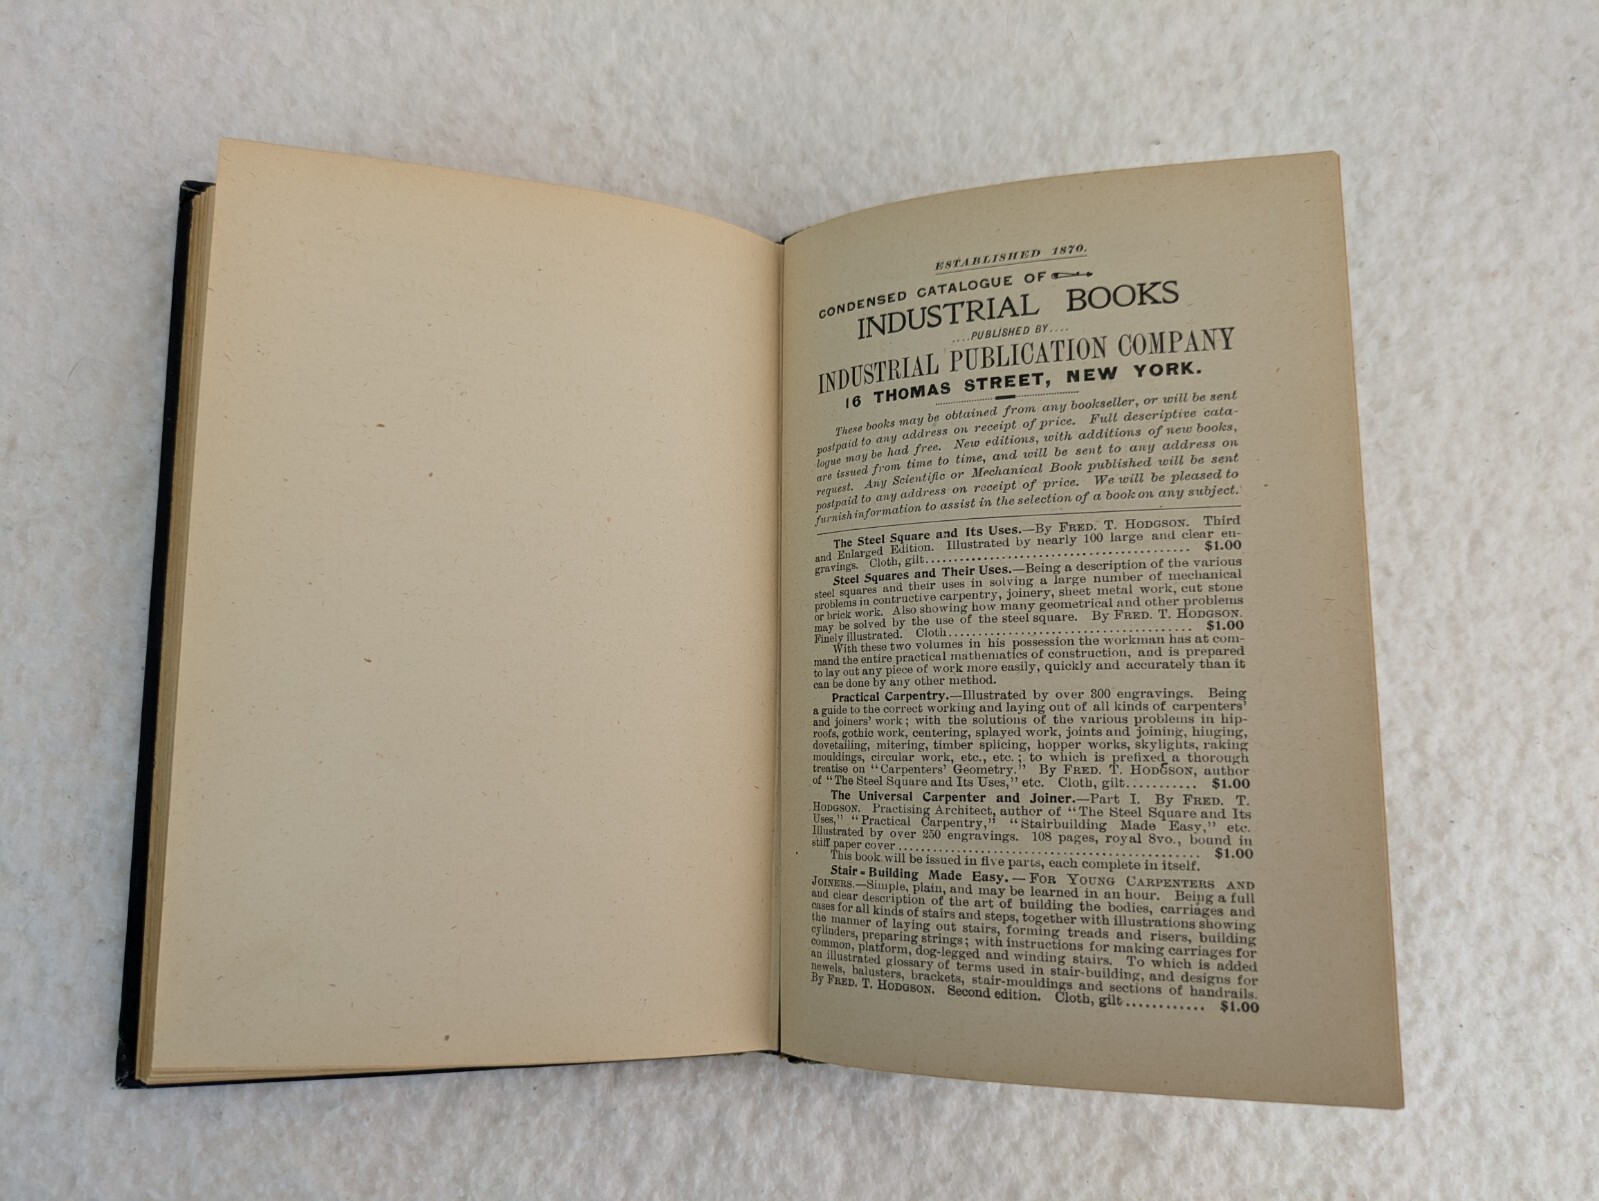 ESTABLISHED 1870.
CONDENSED CATALOGUE OF
INDUSTRIAL BOOKS
....PUBLISHED BY....
INDUSTRIAL PUBLICATION COMPANY
16 THOMAS STREET, NEW YORK.
These books may be obtained from any bookseller, or will be sent
postpaid to any address on receipt of price. Full descriptive cata-
logue may be had free. New editions, with additions of new books,
are issued from time to time, and will be sent to any address on
request. Any Scientific or Mechanical Book published will be sent
postpaid to any address on receipt of price. We will be pleased to
furnish information to assist in the selection of a book on any subject.
The Steel Square and Its Uses.—By FRED. T. HODGSON. Third
and Enlarged Edition. Illustrated by nearly 100 large and clear en-
gravings. Cloth, gilt........................................ $1.00
Steel Squares and Their Uses.—Being a description of the various
steel squares and their uses in solving a large number of mechanical
problems in contructive carpentry, joinery, sheet metal work, cut stone
or brick work. Also showing how many geometrical and other problems
may be solved by the use of the steel square. By FRED. T. HODGSON.
Finely illustrated. Cloth..................................... $1.00
With these two volumes in his possession the workman has at com-
mand the entire practical mathematics of construction, and is prepared
to lay out any piece of work more easily, quickly and accurately than it
can be done by any other method.
Practical Carpentry.—Illustrated by over 300 engravings. Being
a guide to the correct working and laying out of all kinds of carpenters'
and joiners' work; with the solutions of the various problems in hip-
roofs, gothic work, centering, splayed work, joints and joining, hinging,
dovetailing, mitering, timber splicing, hopper works, skylights, raking
mouldings, circular work, etc., etc.; to which is prefixed a thorough
treatise on "Carpenters' Geometry." By FRED. T. HODGSON, author
of "The Steel Square and Its Uses," etc. Cloth, gilt........... $1.00
The Universal Carpenter and Joiner.—Part I. By FRED. T.
HODGSON. Practising Architect, author of "The Steel Square and Its
Uses," "Practical Carpentry," "Stairbuilding Made Easy," etc.
Illustrated by over 250 engravings. 108 pages, royal 8vo., bound in
stiff paper cover............................................. $1.00
This book will be issued in five parts, each complete in itself.
Stair-Building Made Easy.—FOR YOUNG CARPENTERS AND
JOINERS.—Simple, plain, and may be learned in an hour. Being a full
and clear description of the art of building the bodies, carriages and
cases for all kinds of stairs and steps, together with illustrations showing
the manner of laying out stairs, forming treads and risers, building
cylinders, preparing strings; with instructions for making carriages for
common, platform, dog-legged and winding stairs. To which is added
an illustrated glossary of terms used in stair-building, and designs for
newels, balusters, brackets, stair-mouldings and sections of handrails.
By FRED. T. HODGSON. Second edition. Cloth, gilt............ $1.00